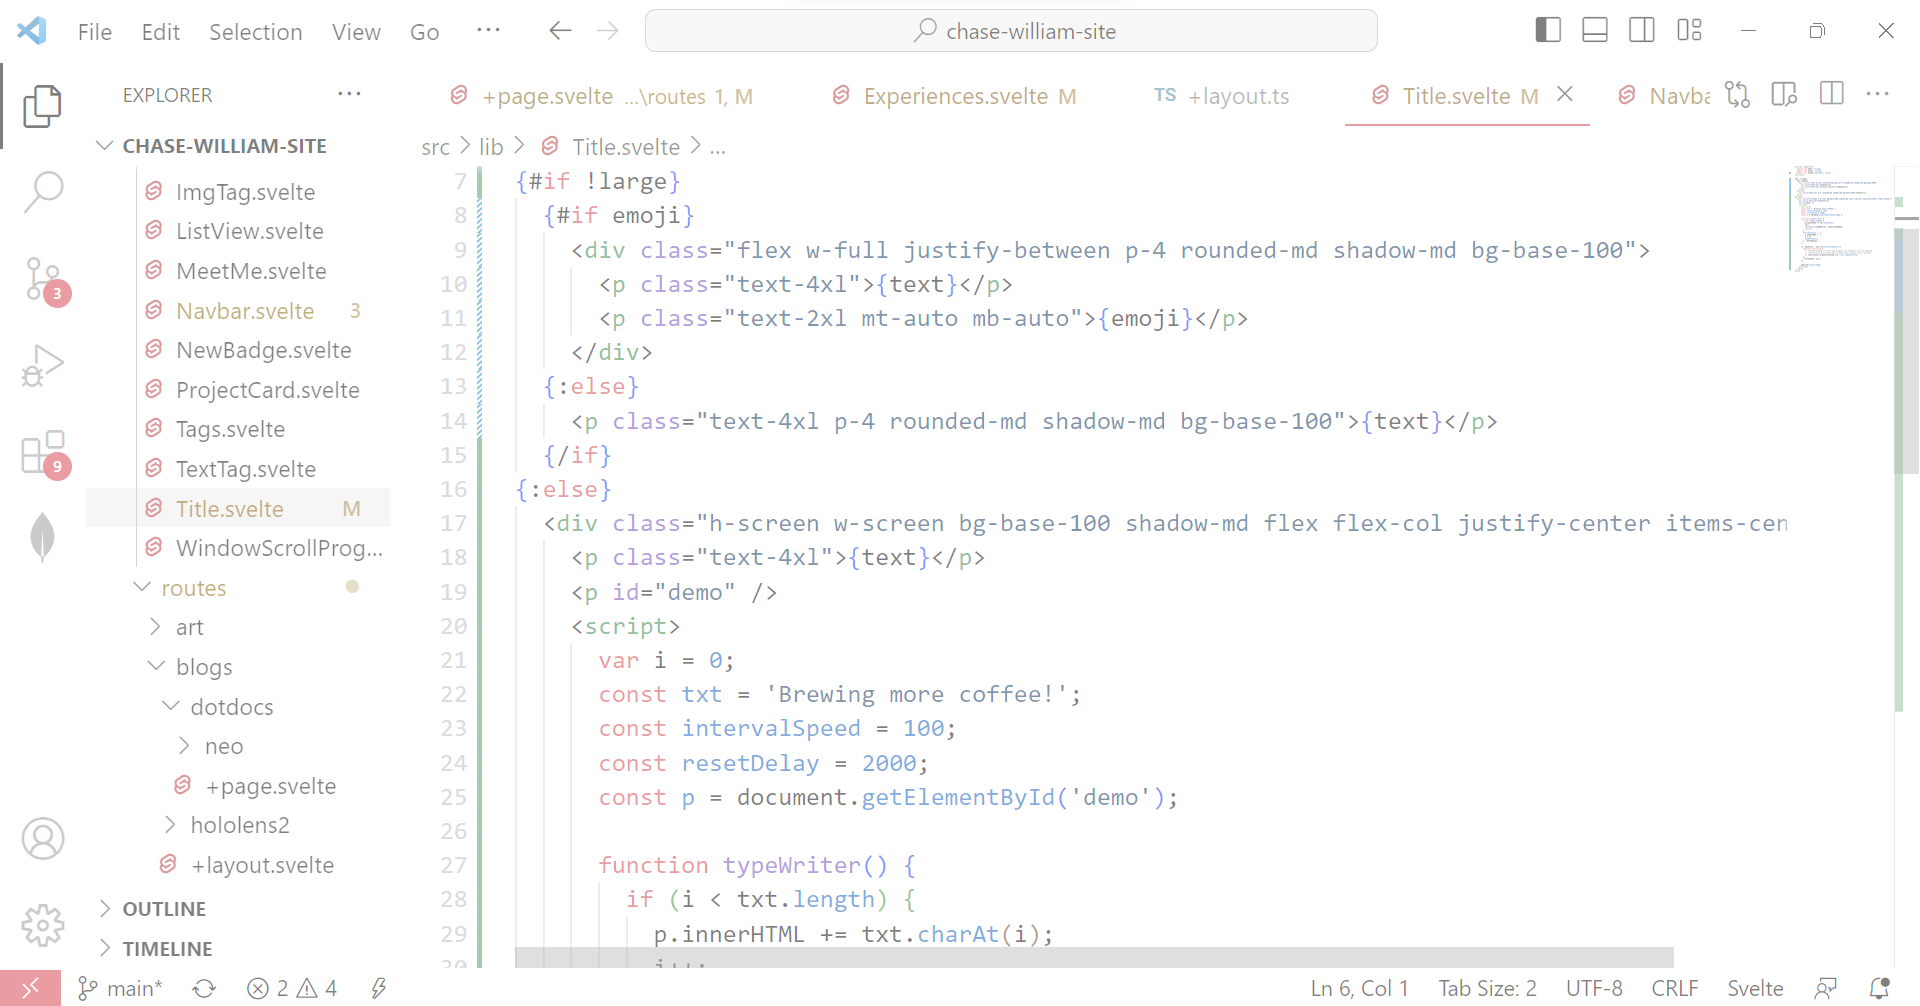 File Edit Selection View Go ··· chase-william-site
EXPLORER ···
+page.svelte ...\routes 1, M Experiences.svelte M TS +layout.ts Title.svelte M ···
CHASE-WILLIAM-SITE
ImgTag.svelte
ListView.svelte
MeetMe.svelte
Navbar.svelte 3
NewBadge.svelte
ProjectCard.svelte
Tags.svelte
TextTag.svelte
Title.svelte M
WindowScrollProg...
routes
art
blogs
dotdocs
neo
+page.svelte
hololens2
+layout.svelte
OUTLINE
TIMELINE
3
9
src > lib > Title.svelte > ...
7 {#if !large}
8 {#if emoji}
9 <div class="flex w-full justify-between p-4 rounded-md shadow-md bg-base-100">
10 <p class="text-4xl">{text}</p>
11 <p class="text-2xl mt-auto mb-auto">{emoji}</p>
12 </div>
13 {:else}
14 <p class="text-4xl p-4 rounded-md shadow-md bg-base-100">{text}</p>
15 {/if}
16 {:else}
17 <div class="h-screen w-screen bg-base-100 shadow-md flex flex-col justify-center items-cen
18 <p class="text-4xl">{text}</p>
19 <p id="demo" />
20 <script>
21 var i = 0;
22 const txt = 'Brewing more coffee!';
23 const intervalSpeed = 100;
24 const resetDelay = 2000;
25 const p = document.getElementById('demo');
26
27 function typeWriter() {
28 if (i < txt.length) {
29 p.innerHTML += txt.charAt(i);
main* 2 4 Ln 6, Col 1 Tab Size: 2 UTF-8 CRLF Svelte